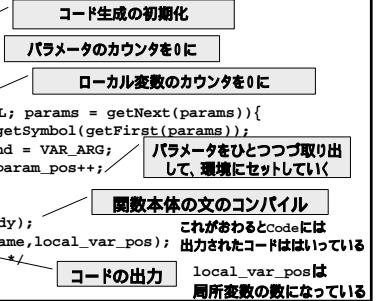 コード生成の初期化
パラメータのカウンタを0に
ローカル変数のカウンタを0に
L; params = getNext(params)){
getSymbol(getFirst(params));
nd = VAR_ARG;
param_pos++;
パラメータをひとつづつ取り出
して、環境にセットしていく
関数本体の文のコンパイル
dy);
ame,local_var_pos);
*/
これがおわるとCodeには
出力されたコードははいっている
コードの出力
local_var_posは
局所変数の数になっている